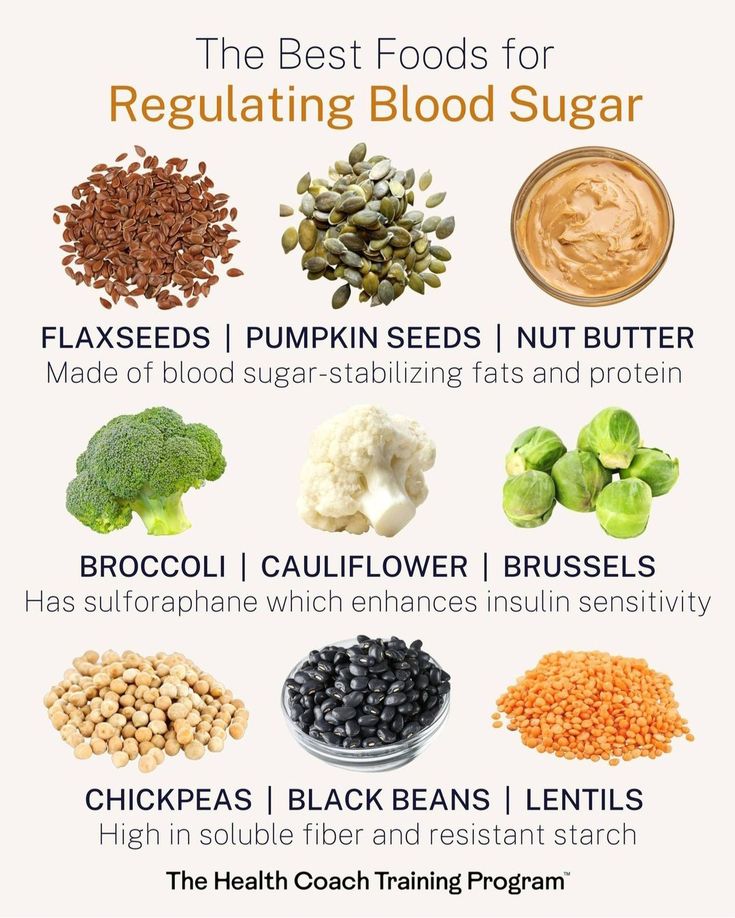 The Best Foods for
Regulating Blood Sugar
FLAXSEEDS | PUMPKIN SEEDS | NUT BUTTER
Made of blood sugar-stabilizing fats and protein
BROCCOLI | CAULIFLOWER | BRUSSELS
Has sulforaphane which enhances insulin sensitivity
CHICKPEAS | BLACK BEANS | LENTILS
High in soluble fiber and resistant starch
The Health Coach Training Program™